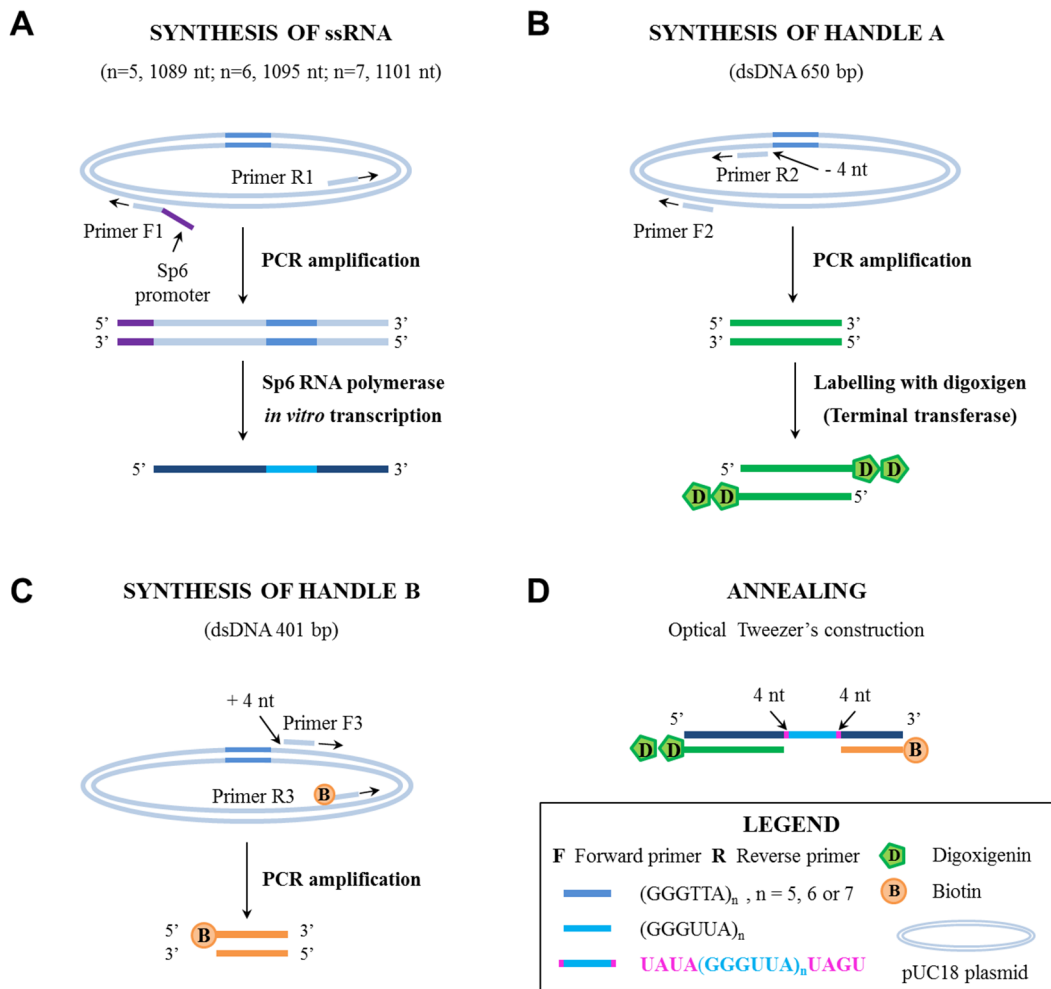 A
SYNTHESIS OF ssRNA
(n=5, 1089 nt; n=6, 1095 nt; n=7, 1101 nt)
Primer R1
Primer F1
Sp6
promoter
PCR amplification
5’ 3’
3’ 5’
Sp6 RNA polymerase
in vitro transcription
5’ 3’
B
SYNTHESIS OF HANDLE A
(dsDNA 650 bp)
Primer R2
- 4 nt
Primer F2
PCR amplification
5’ 3’
3’ 5’
Labelling with digoxigen
(Terminal transferase)
5’ D D
D D 5’
C
SYNTHESIS OF HANDLE B
(dsDNA 401 bp)
+ 4 nt
Primer F3
Primer R3 B
PCR amplification
5’ B 3’
3’ 5’
D
ANNEALING
Optical Tweezer’s construction
4 nt 4 nt
5’ 3’
D D B
LEGEND
F Forward primer R Reverse primer D Digoxigenin
(GGGTTA)n , n = 5, 6 or 7 B Biotin
(GGGUUA)n
UAUA(GGGUUA)nUAGU pUC18 plasmid